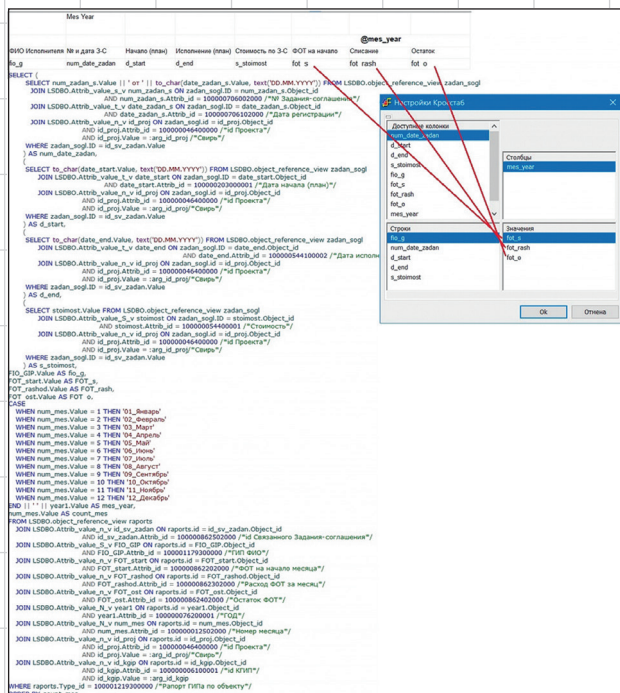 Mes Year
@mes_year
ФИО Исполнителя № и дата З-С Начало (план) Исполнение (план) Стоимость по З-С ФОТ на начало Списание Остаток
fio_g num_date_zadan d_start d_end s_stoimost fot_s fot_rash fot_o
SELECT (
SELECT num_zadan_s.Value || ' от ' || to_char(date_zadan_s.Value, text('DD.MM.YYYY')) FROM LSDBO.object_reference_view zadan_sogl
JOIN LSDBO.Attrib_value_s_v num_zadan_s ON zadan_sogl.ID = num_zadan_s.Object_id
AND num_zadan_s.Attrib_id = 100000706002000 /*№ Задания-соглашения*/
JOIN LSDBO.Attrib_value_t_v date_zadan_s ON zadan_sogl.ID = date_zadan_s.Object_id
AND date_zadan_s.Attrib_id = 100000706102000 /*Дата регистрации*/
JOIN LSDBO.Attrib_value_n_v id_proj ON zadan_sogl.id = id_proj.Object_id
AND id_proj.Attrib_id = 100000046400000 /*id Проекта*/
AND id_proj.Value = :arg_id_proj/*Свирь*/
WHERE zadan_sogl.ID = id_sv_zadan.Value
) AS num_date_zadan,
(
SELECT to_char(date_start.Value, text('DD.MM.YYYY')) FROM LSDBO.object_reference_view zadan_sogl
JOIN LSDBO.Attrib_value_t_v date_start ON zadan_sogl.ID = date_start.Object_id
AND date_start.Attrib_id = 100000203000001 /*Дата начала (план)*/
JOIN LSDBO.Attrib_value_n_v id_proj ON zadan_sogl.id = id_proj.Object_id
AND id_proj.Attrib_id = 100000046400000 /*id Проекта*/
AND id_proj.Value = :arg_id_proj/*Свирь*/
WHERE zadan_sogl.ID = id_sv_zadan.Value
) AS d_start,
(
SELECT to_char(date_end.Value, text('DD.MM.YYYY')) FROM LSDBO.object_reference_view zadan_sogl
JOIN LSDBO.Attrib_value_t_v date_end ON zadan_sogl.ID = date_end.Object_id
AND date_end.Attrib_id = 100000544100002 /*Дата исполн
JOIN LSDBO.Attrib_value_n_v id_proj ON zadan_sogl.id = id_proj.Object_id
AND id_proj.Attrib_id = 100000046400000 /*id Проекта*/
AND id_proj.Value = :arg_id_proj/*Свирь*/
WHERE zadan_sogl.ID = id_sv_zadan.Value
) AS d_end,
(
SELECT stoimost.Value FROM LSDBO.object_reference_view zadan_sogl
JOIN LSDBO.Attrib_value_S_v stoimost ON zadan_sogl.ID = stoimost.Object_id
AND stoimost.Attrib_id = 100000054400001 /*Стоимость*/
JOIN LSDBO.Attrib_value_n_v id_proj ON zadan_sogl.id = id_proj.Object_id
AND id_proj.Attrib_id = 100000046400000 /*id Проекта*/
AND id_proj.Value = :arg_id_proj/*Свирь*/
WHERE zadan_sogl.ID = id_sv_zadan.Value
) AS s_stoimost,
FIO_GIP.Value AS fio_g,
FOT_start.Value AS FOT_s,
FOT_rashod.Value AS FOT_rash,
FOT_ost.Value AS FOT_o,
CASE
WHEN num_mes.Value = 1 THEN '01_Январь'
WHEN num_mes.Value = 2 THEN '02_Февраль'
WHEN num_mes.Value = 3 THEN '03_Март'
WHEN num_mes.Value = 4 THEN '04_Апрель'
WHEN num_mes.Value = 5 THEN '05_Май'
WHEN num_mes.Value = 6 THEN '06_Июнь'
WHEN num_mes.Value = 7 THEN '07_Июль'
WHEN num_mes.Value = 8 THEN '08_Август'
WHEN num_mes.Value = 9 THEN '09_Сентябрь'
WHEN num_mes.Value = 10 THEN '10_Октябрь'
WHEN num_mes.Value = 11 THEN '11_Ноябрь'
WHEN num_mes.Value = 12 THEN '12_Декабрь'
END || ' ' || year1.Value AS mes_year,
num_mes.Value AS count_mes
FROM LSDBO.object_reference_view raports
JOIN LSDBO.Attrib_value_n_v id_sv_zadan ON raports.id = id_sv_zadan.Object_id
AND id_sv_zadan.Attrib_id = 100000862502000 /*id Связанного Задания-соглашения*/
JOIN LSDBO.Attrib_value_S_v FIO_GIP ON raports.id = FIO_GIP.Object_id
AND FIO_GIP.Attrib_id = 100001179300000 /*ГИП ФИО*/
JOIN LSDBO.Attrib_value_n_v FOT_start ON raports.id = FOT_start.Object_id
AND FOT_start.Attrib_id = 100000862202000 /*ФОТ на начало месяца*/
JOIN LSDBO.Attrib_value_n_v FOT_rashod ON raports.id = FOT_rashod.Object_id
AND FOT_rashod.Attrib_id = 100000862302000 /*Расход ФОТ за месяц*/
JOIN LSDBO.Attrib_value_n_v FOT_ost ON raports.id = FOT_ost.Object_id
AND FOT_ost.Attrib_id = 100000862402000 /*Остаток ФОТ*/
JOIN LSDBO.Attrib_value_N_v year1 ON raports.id = year1.Object_id
AND year1.Attrib_id = 100000076200001 /*ГОД*/
JOIN LSDBO.Attrib_value_N_v num_mes ON raports.id = num_mes.Object_id
AND num_mes.Attrib_id = 100000012502000 /*Номер месяца*/
JOIN LSDBO.Attrib_value_n_v id_proj ON raports.id = id_proj.Object_id
AND id_proj.Attrib_id = 100000046400000 /*id Проекта*/
AND id_proj.Value = :arg_id_proj/*Свирь*/
JOIN LSDBO.Attrib_value_n_v id_kgip ON raports.id = id_kgip.Object_id
AND id_kgip.Attrib_id = 100000006100001 /*id КГИП*/
AND id_kgip.Value = :arg_id_kgip
WHERE raports.Type_id = 100001219300000 /*Рапорт ГИПа по объекту*/
Настройки Кросстаб
Доступные колонки
num_date_zadan
d_start
d_end
s_stoimost
fio_g
fot_s
fot_rash
fot_o
mes_year
Столбцы
mes_year
Строки
fio_g
num_date_zadan
d_start
d_end
s_stoimost
Значения
fot_s
fot_rash
fot_o
Ok
Отмена